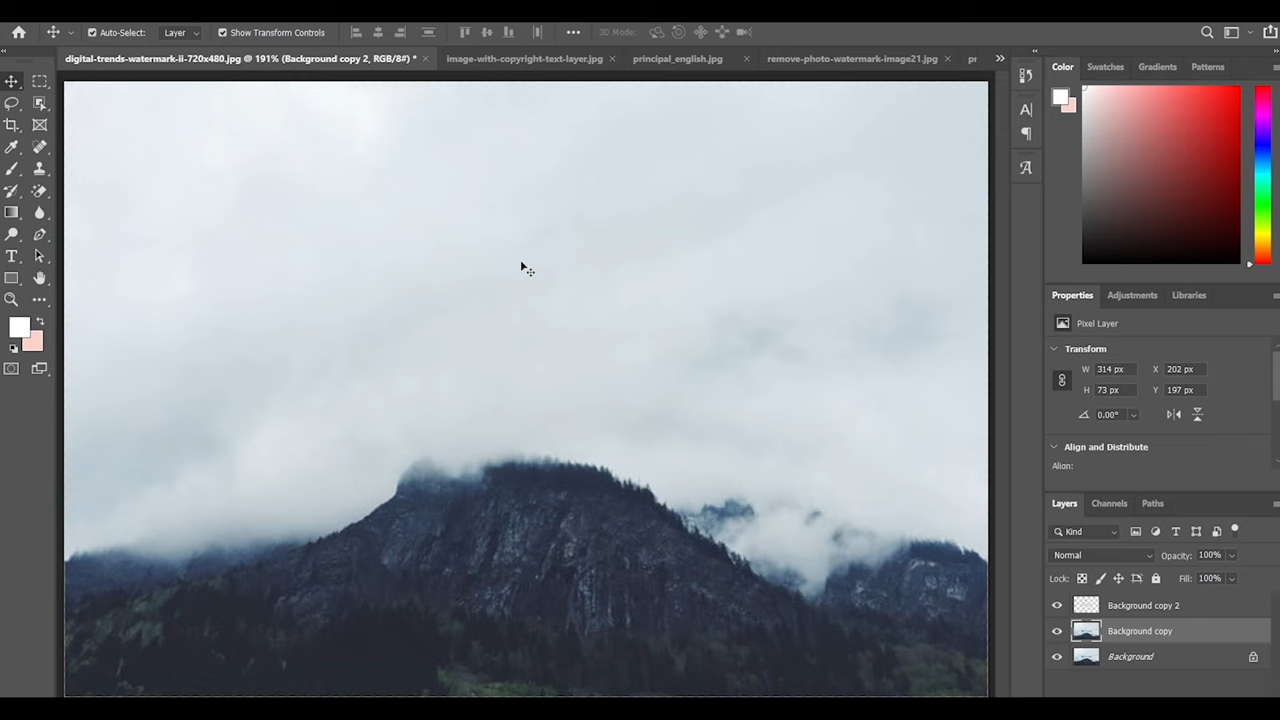 Auto-Select: Layer Show Transform Controls 3D Mode:
digital-trends-watermark-ii-720x480.jpg @ 191% (Background copy 2, RGB/8#) * × image-with-copyright-text-layer.jpg × principal_english.jpg × remove-photo-watermark-image21.jpg × pr
Color Swatches Gradients Patterns
Properties Adjustments Libraries
Pixel Layer
Transform
W 314 px X 202 px
H 73 px Y 197 px
0.00°
Align and Distribute
Align:
Layers Channels Paths
Kind
Normal Opacity: 100%
Lock: Fill: 100%
Background copy 2
Background copy
Background